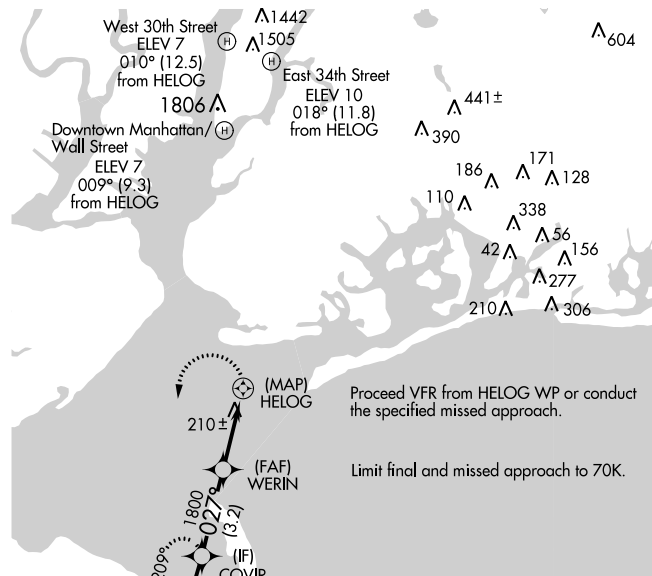 1442
West 30th Street
ELEV 7
010° (12.5)
from HELOG
1505
604
East 34th Street
ELEV 10
018° (11.8)
from HELOG
1806
441±
390
Downtown Manhattan/
Wall Street
ELEV 7
009° (9.3)
from HELOG
171
186
128
110
338
56
42
156
277
210
306
(MAP)
HELOG
Proceed VFR from HELOG WP or conduct
the specified missed approach.
210±
(FAF)
WERIN
Limit final and missed approach to 70K.
1800
027°
(3.2)
209°
(IF)
COVIR
H
H
H